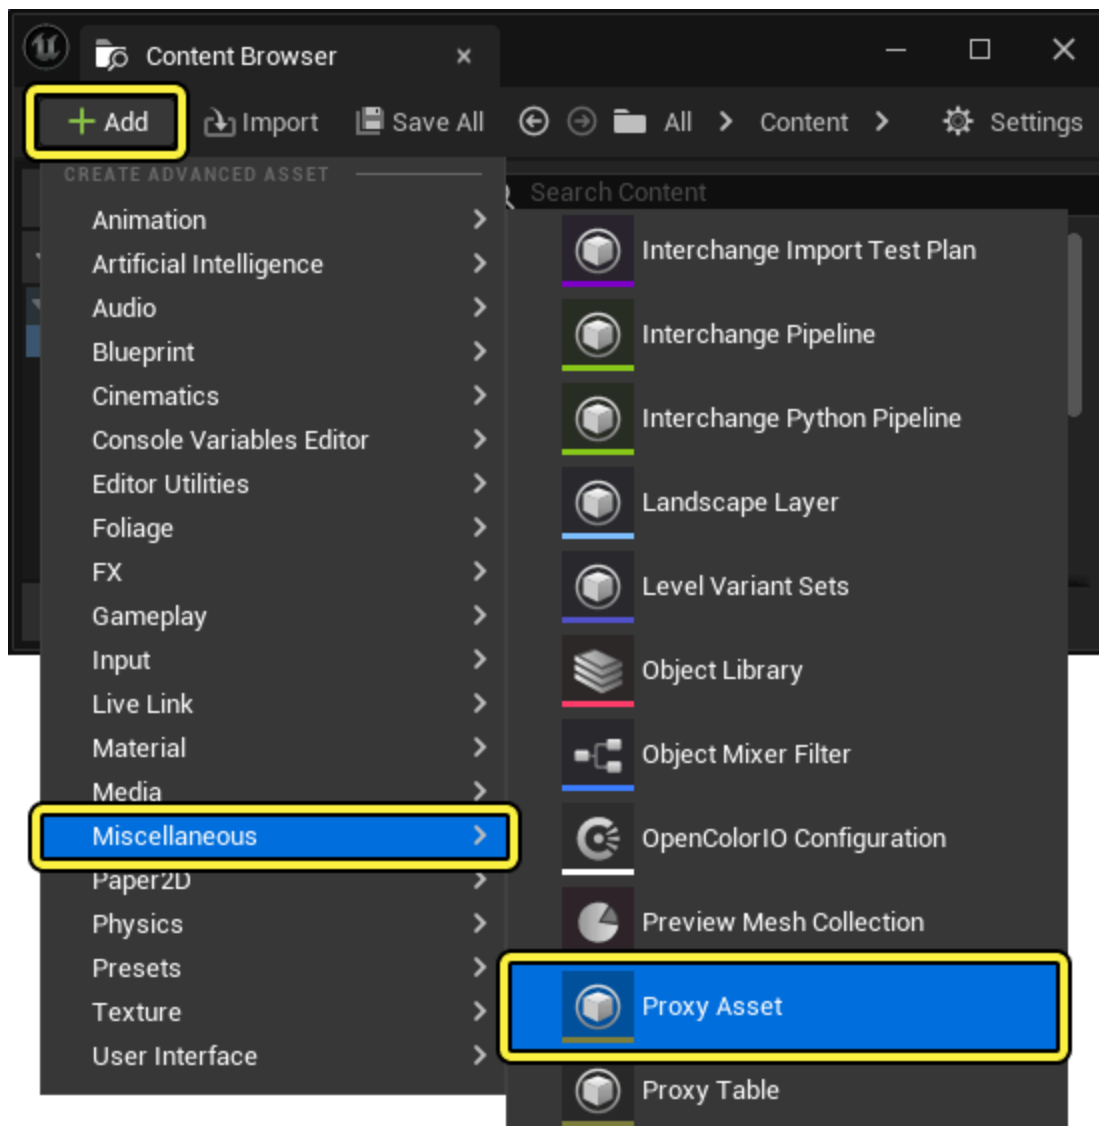 Content Browser
Add Import Save All All Content Settings
CREATE ADVANCED ASSET
Search Content
Animation
Artificial Intelligence
Audio
Blueprint
Cinematics
Console Variables Editor
Editor Utilities
Foliage
FX
Gameplay
Input
Live Link
Material
Media
Miscellaneous
Paper2D
Physics
Presets
Texture
User Interface
Interchange Import Test Plan
Interchange Pipeline
Interchange Python Pipeline
Landscape Layer
Level Variant Sets
Object Library
Object Mixer Filter
OpenColorIO Configuration
Preview Mesh Collection
Proxy Asset
Proxy Table